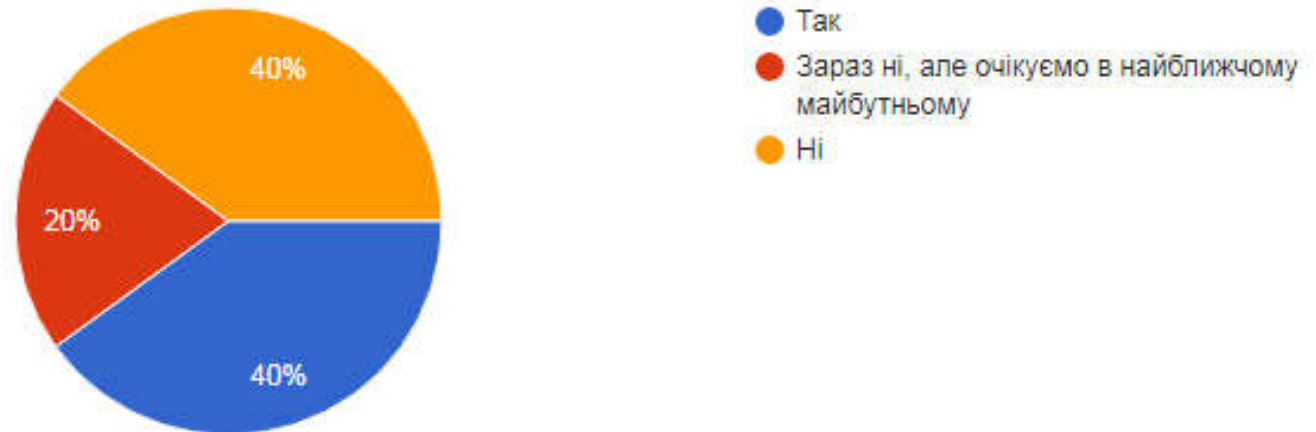 40%
20%
40%
Так
Зараз ні, але очікуємо в найближчому
майбутньому
Ні